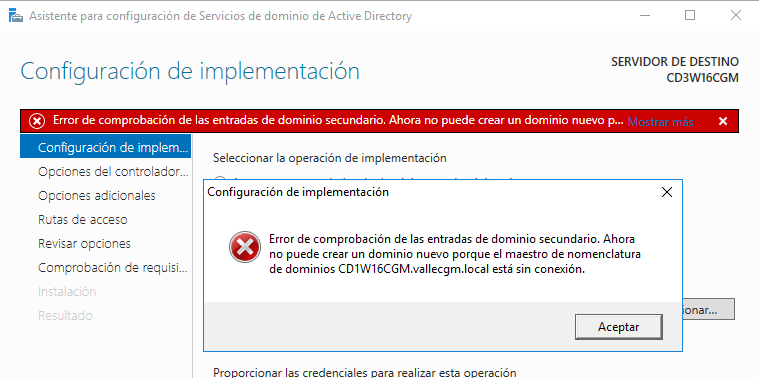 Asistente para configuración de Servicios de dominio de Active Directory
Configuración de implementación
SERVIDOR DE DESTINO
CD3W16CGM
Error de comprobación de las entradas de dominio secundario. Ahora no puede crear un dominio nuevo p... Mostrar más
Configuración de implem...
Opciones del controlador...
Opciones adicionales
Rutas de acceso
Revisar opciones
Comprobación de requisi...
Instalación
Resultado
Seleccionar la operación de implementación
Configuración de implementación
Error de comprobación de las entradas de dominio secundario. Ahora
no puede crear un dominio nuevo porque el maestro de nomenclatura
de dominios CD1W16CGM.vallecgm.local está sin conexión.
Aceptar
ionar...
Proporcionar las credenciales para realizar esta operación